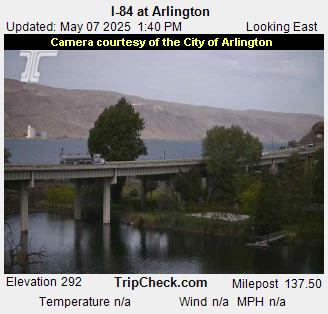 I-84 at Arlington
Updated: May 07 2025 1:40 PM Looking East
Camera courtesy of the City of Arlington
Elevation 292 TripCheck.com Milepost 137.50
Temperature n/a Wind n/a MPH n/a